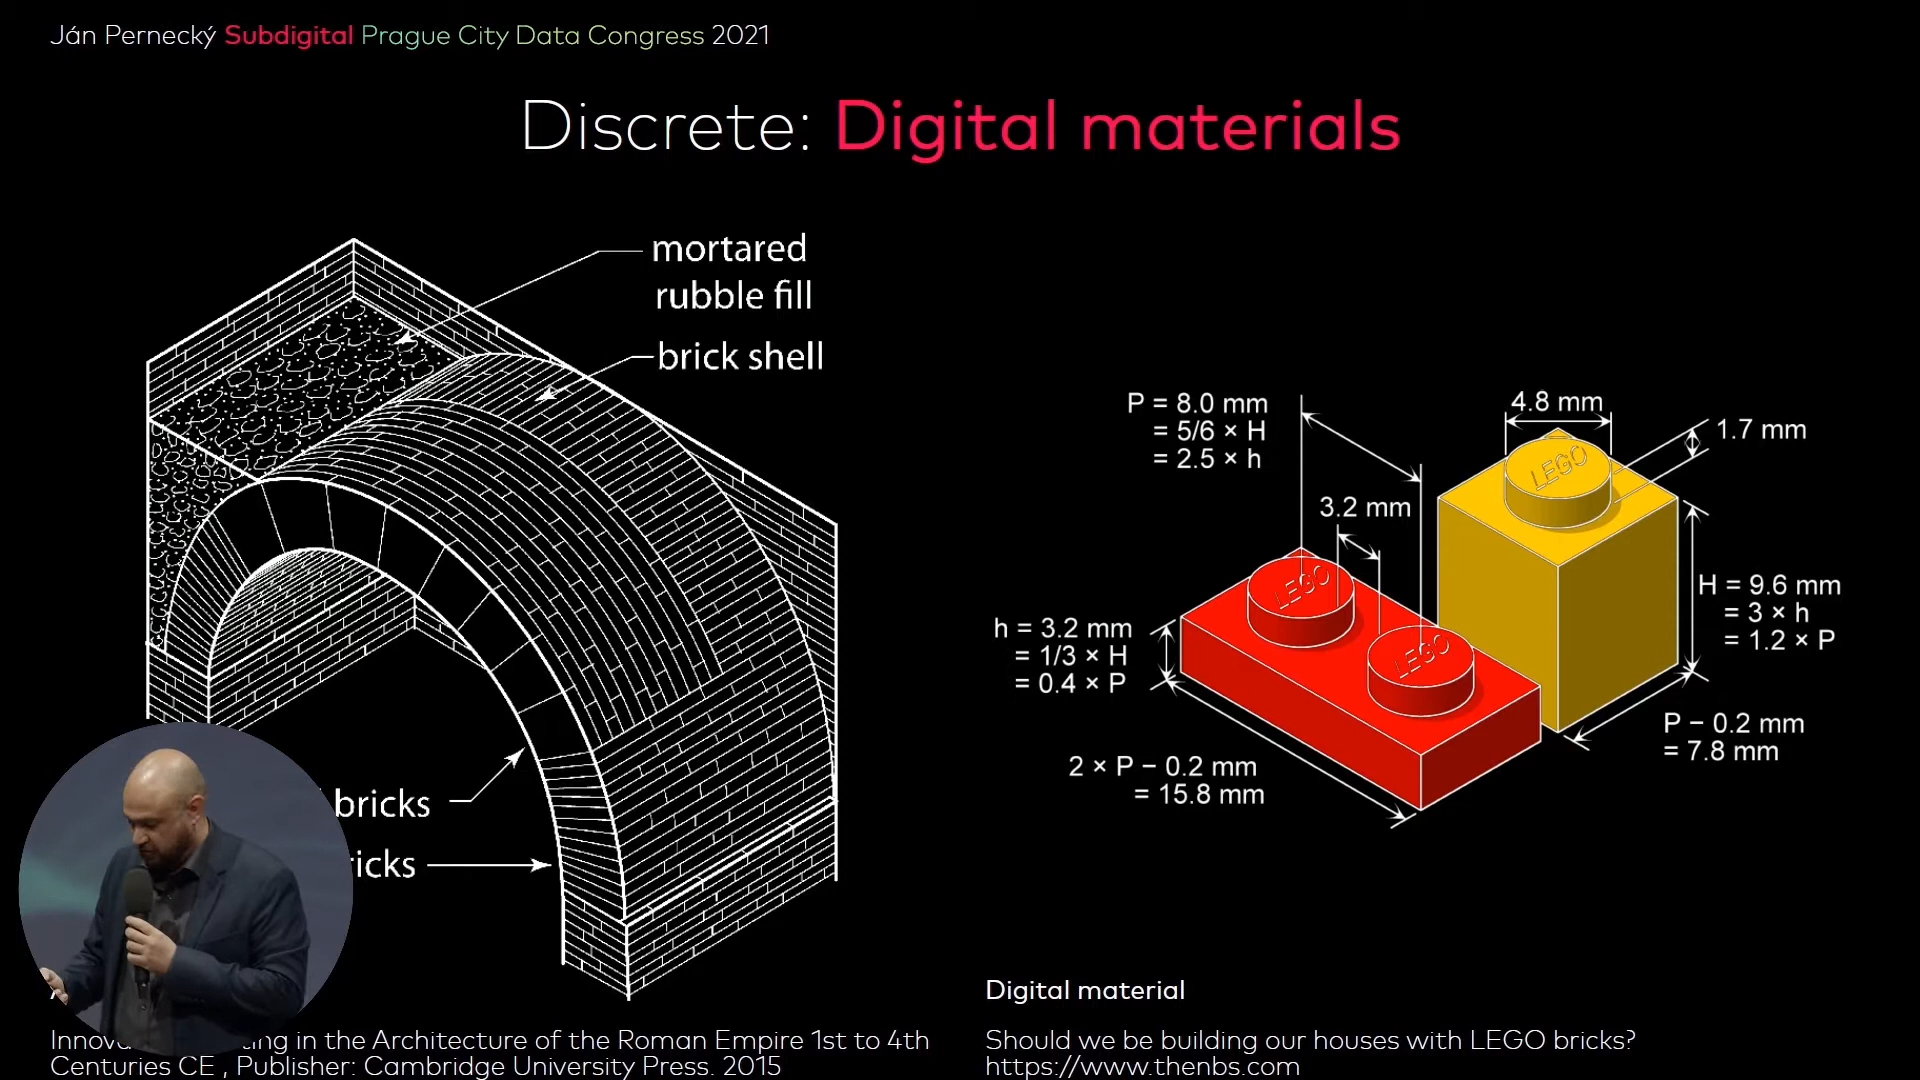 Ján Pernecký Subdigital Prague City Data Congress 2021
Discrete: Digital materials
mortared
rubble fill
brick shell
bricks
P = 8.0 mm
= 5/6 × H
= 2.5 × h
3.2 mm
4.8 mm
1.7 mm
LEGO
LEGO
LEGO
h = 3.2 mm
= 1/3 × H
= 0.4 × P
H = 9.6 mm
= 3 × h
= 1.2 × P
P − 0.2 mm
= 7.8 mm
2 × P − 0.2 mm
= 15.8 mm
Digital material
in the Architecture of the Roman Empire 1st to 4th
Centuries CE , Publisher: Cambridge University Press. 2015
Should we be building our houses with LEGO bricks?
https://www.thenbs.com